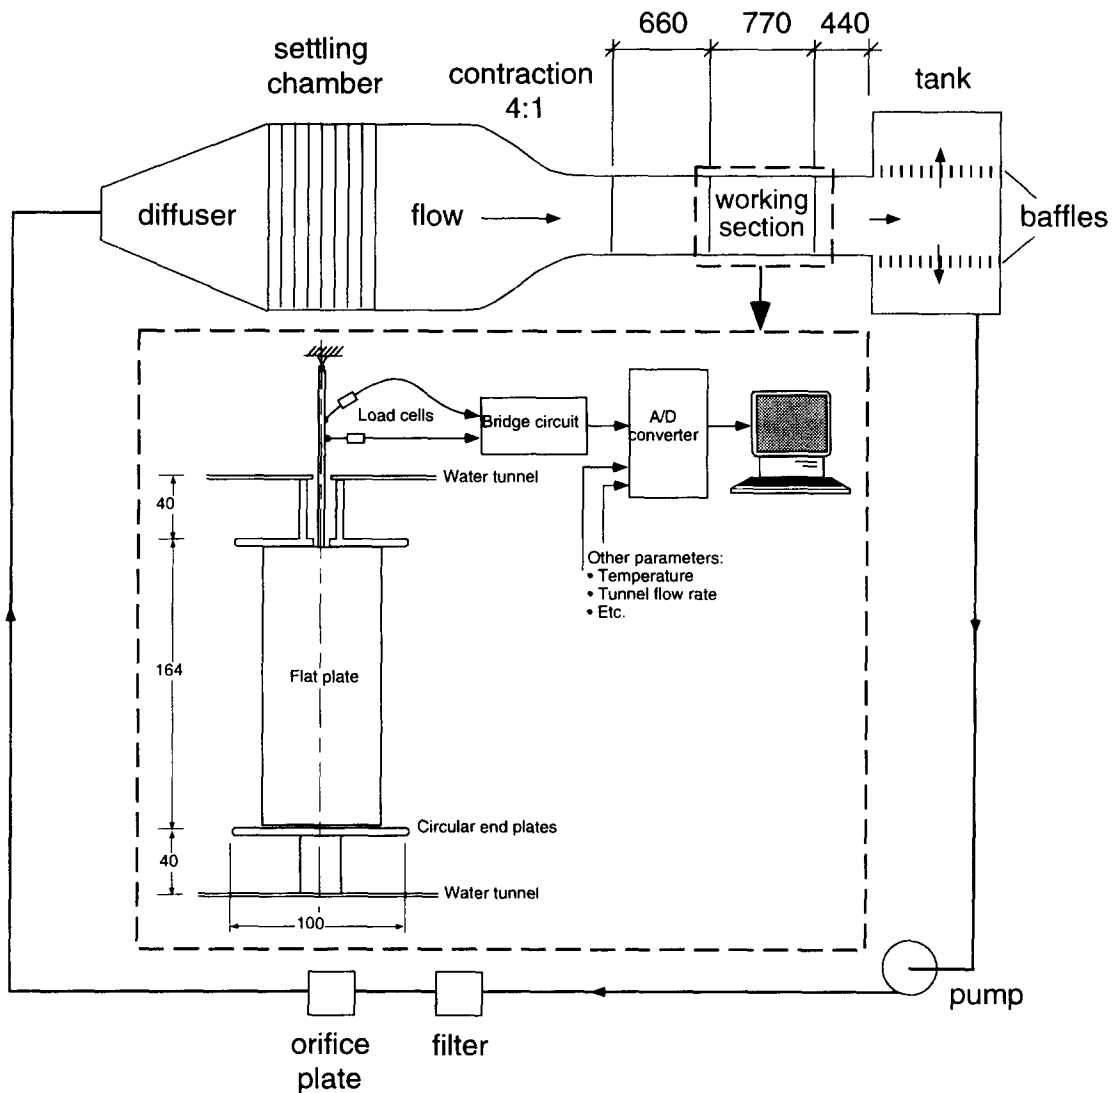 660
770
440
settling
chamber
contraction
4:1
tank
diffuser
flow
working
section
baffles
Load cells
Bridge circuit
A/D
converter
Water tunnel
40
Other parameters:
• Temperature
• Tunnel flow rate
• Etc.
164
Flat plate
Circular end plates
40
Water tunnel
100
pump
orifice
plate
filter